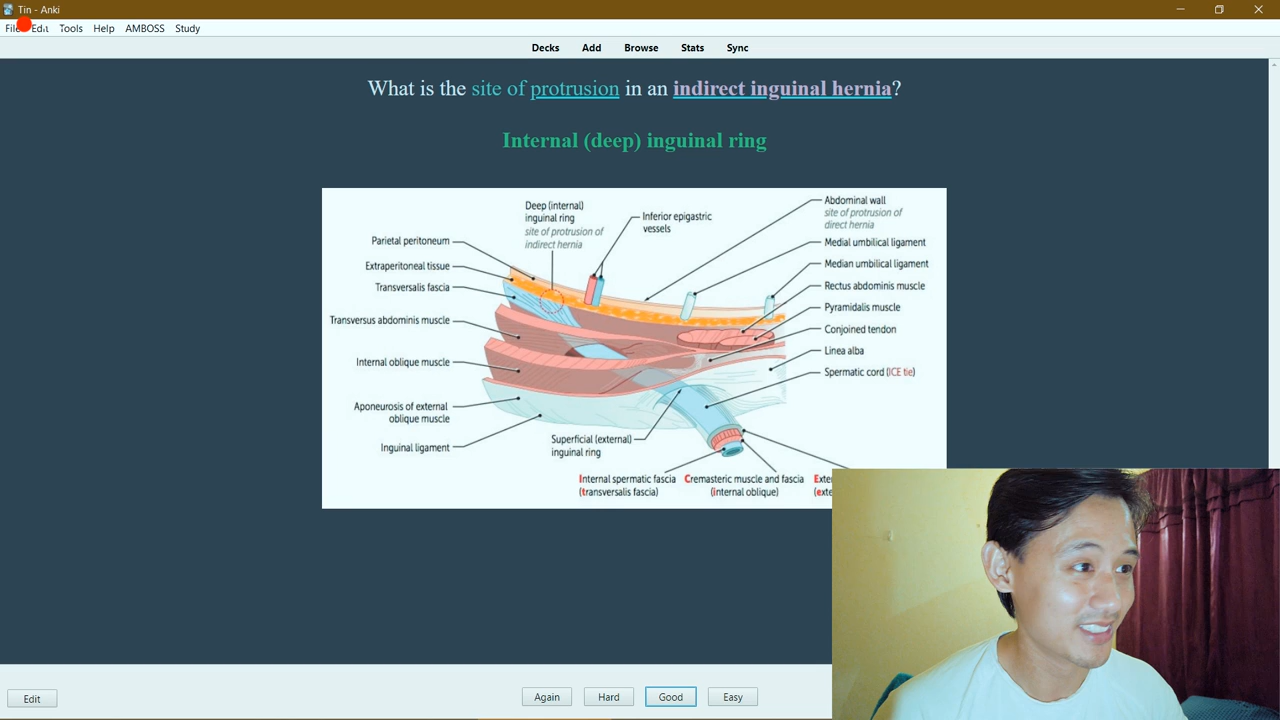 Tin - Anki
File Edit Tools Help AMBOSS Study
Decks Add Browse Stats Sync
What is the site of protrusion in an indirect inguinal hernia?
Internal (deep) inguinal ring
Deep (internal)
inguinal ring
site of protrusion of
indirect hernia
Inferior epigastric
vessels
Abdominal wall
site of protrusion of
direct hernia
Parietal peritoneum
Extraperitoneal tissue
Transversalis fascia
Transversus abdominis muscle
Internal oblique muscle
Aponeurosis of external
oblique muscle
Inguinal ligament
Medial umbilical ligament
Median umbilical ligament
Rectus abdominis muscle
Pyramidalis muscle
Conjoined tendon
Linea alba
Spermatic cord (ICE tie)
Superficial (external)
inguinal ring
Internal spermatic fascia
(transversalis fascia)
Cremasteric muscle and fascia
(internal oblique)
Edit
Again Hard Good Easy